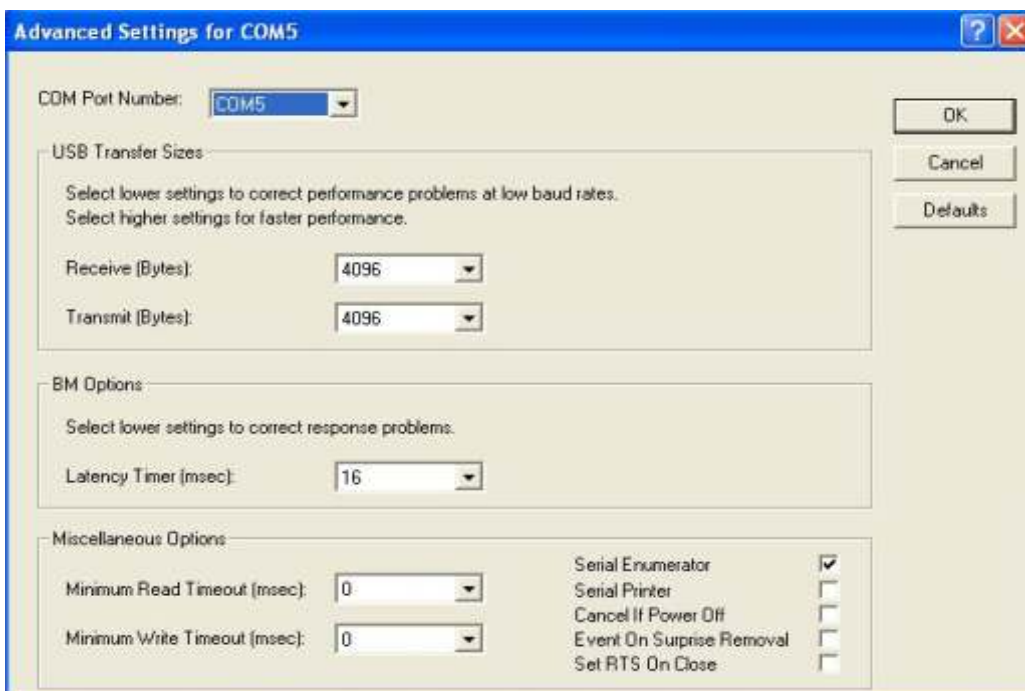 Advanced Settings for COM5
COM Port Number: COM5
OK
Cancel
Defaults
USB Transfer Sizes
Select lower settings to correct performance problems at low baud rates.
Select higher settings for faster performance.
Receive (Bytes): 4096
Transmit (Bytes): 4096
BM Options
Select lower settings to correct response problems.
Latency Timer (msec): 16
Miscellaneous Options
Minimum Read Timeout (msec): 0
Minimum Write Timeout (msec): 0
Serial Enumerator
Serial Printer
Cancel If Power Off
Event On Surprise Removal
Set RTS On Close